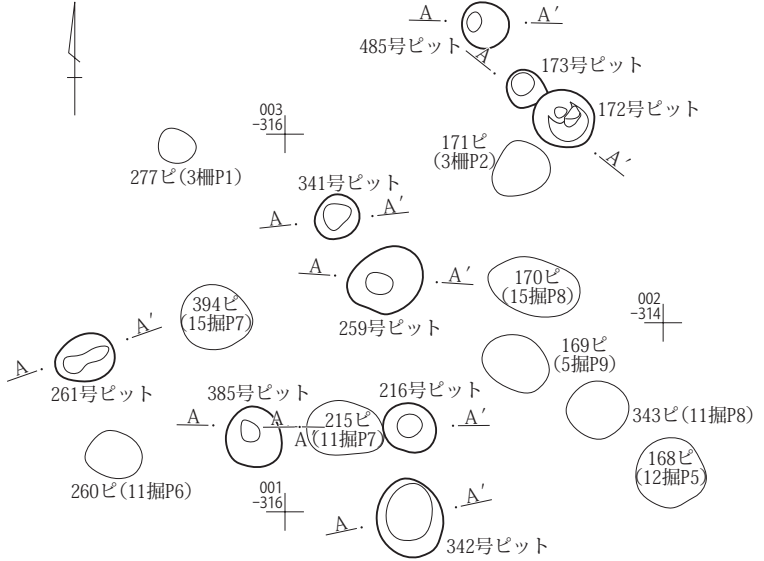 A A′
485号ピット
A
173号ピット
172号ピット
A′
003
-316
171ピ
(3柵P2)
277ピ(3柵P1)
341号ピット
A A′
A A′
259号ピット
170ピ
(15掘P8)
394ピ
(15掘P7)
002
-314
A A′
261号ピット
169ピ
(5掘P9)
385号ピット
216号ピット
A A 215ピ A′
A′(11掘P7)
343ピ(11掘P8)
168ピ
(12掘P5)
260ピ(11掘P6)
001
-316
A A′
342号ピット